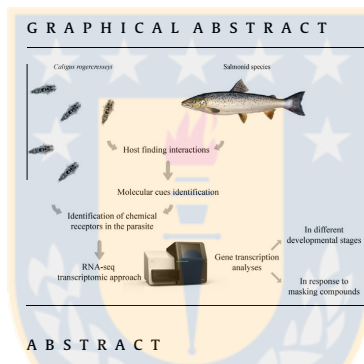 GRAPHICAL ABSTRACT
Caligus rogercresseyi
Salmonid species
Host finding interactions
Molecular cues identification
Identification of chemical
receptors in the parasite
RNA-seq
transcriptomic approach
Gene transcription
analyses
In different
developmental stages
In response to
masking compounds
ABSTRACT